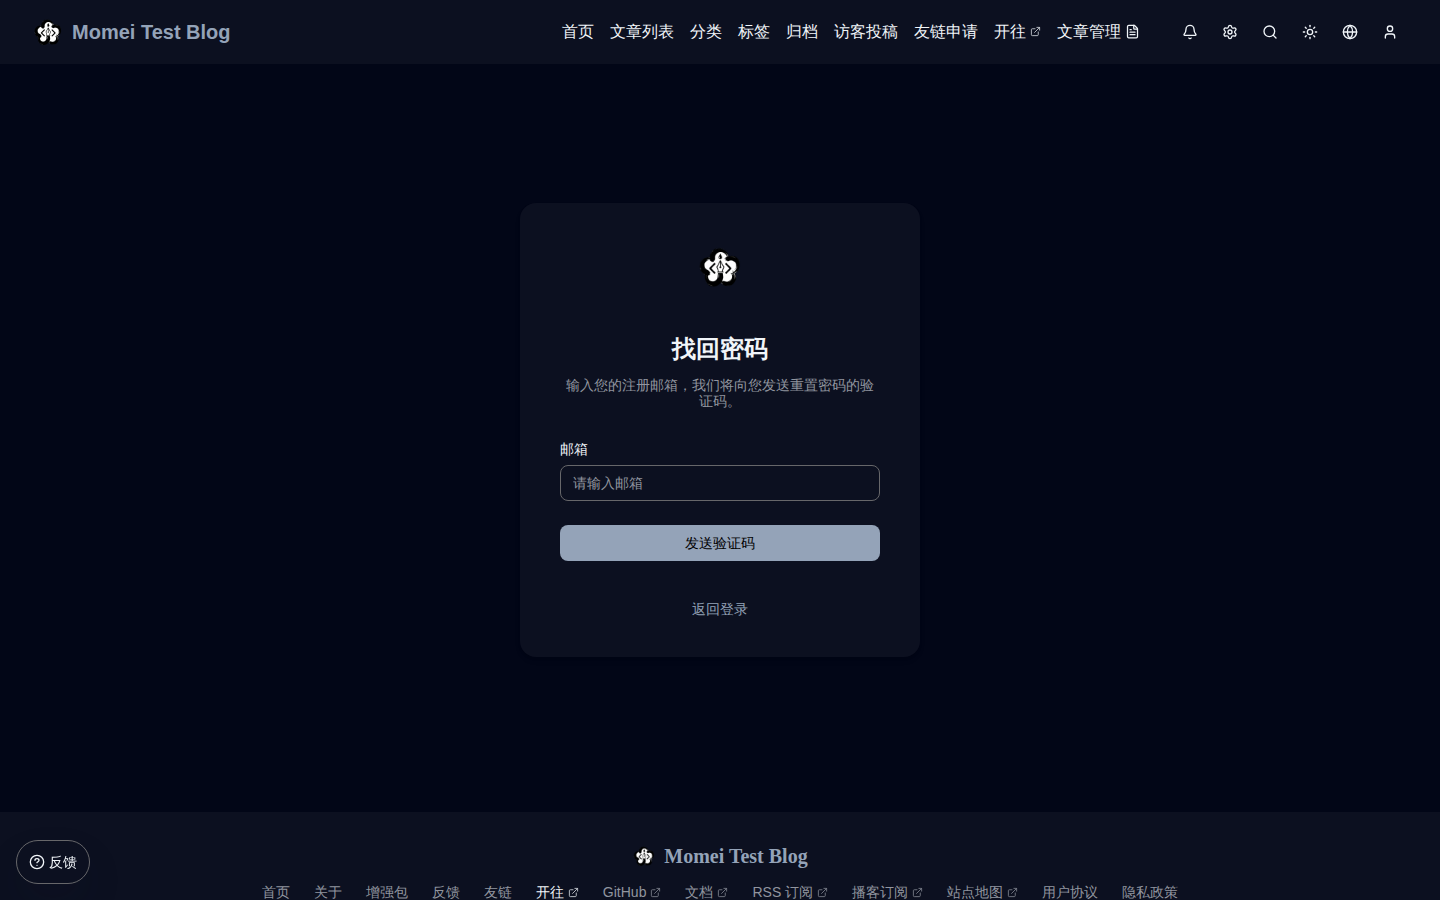 Momei Test Blog
首页 文章列表 分类 标签 归档 访客投稿 友链申请 开往 文章管理
找回密码
输入您的注册邮箱，我们将向您发送重置密码的验
证码。
邮箱
请输入邮箱
发送验证码
返回登录
Momei Test Blog
反馈
首页 关于 增强包 反馈 友链 开往 GitHub 文档 RSS 订阅 播客订阅 站点地图 用户协议 隐私政策